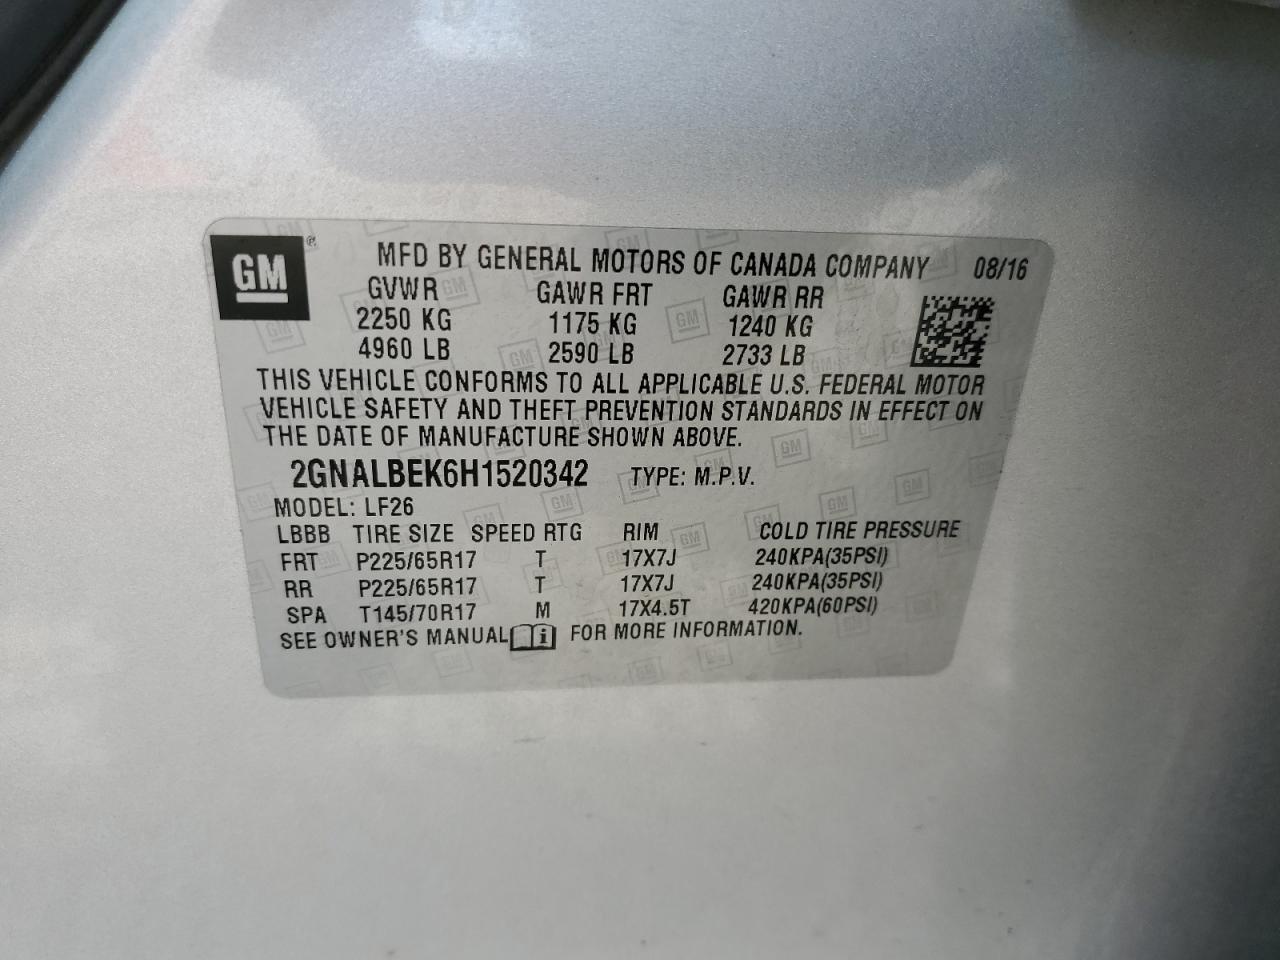 GM
MFD BY GENERAL MOTORS OF CANADA COMPANY 08/16
GVWR GAWR FRT GAWR RR
2250 KG 1175 KG 1240 KG
4960 LB 2590 LB 2733 LB
THIS VEHICLE CONFORMS TO ALL APPLICABLE U.S. FEDERAL MOTOR
VEHICLE SAFETY AND THEFT PREVENTION STANDARDS IN EFFECT ON
THE DATE OF MANUFACTURE SHOWN ABOVE.
2GNALBEK6H1520342 TYPE: M.P.V.
MODEL: LF26
LBBB TIRE SIZE SPEED RTG RIM COLD TIRE PRESSURE
FRT P225/65R17 T 17X7J 240KPA(35PSI)
RR P225/65R17 T 17X7J 240KPA(35PSI)
SPA T145/70R17 M 17X4.5T 420KPA(60PSI)
SEE OWNER'S MANUAL i FOR MORE INFORMATION.